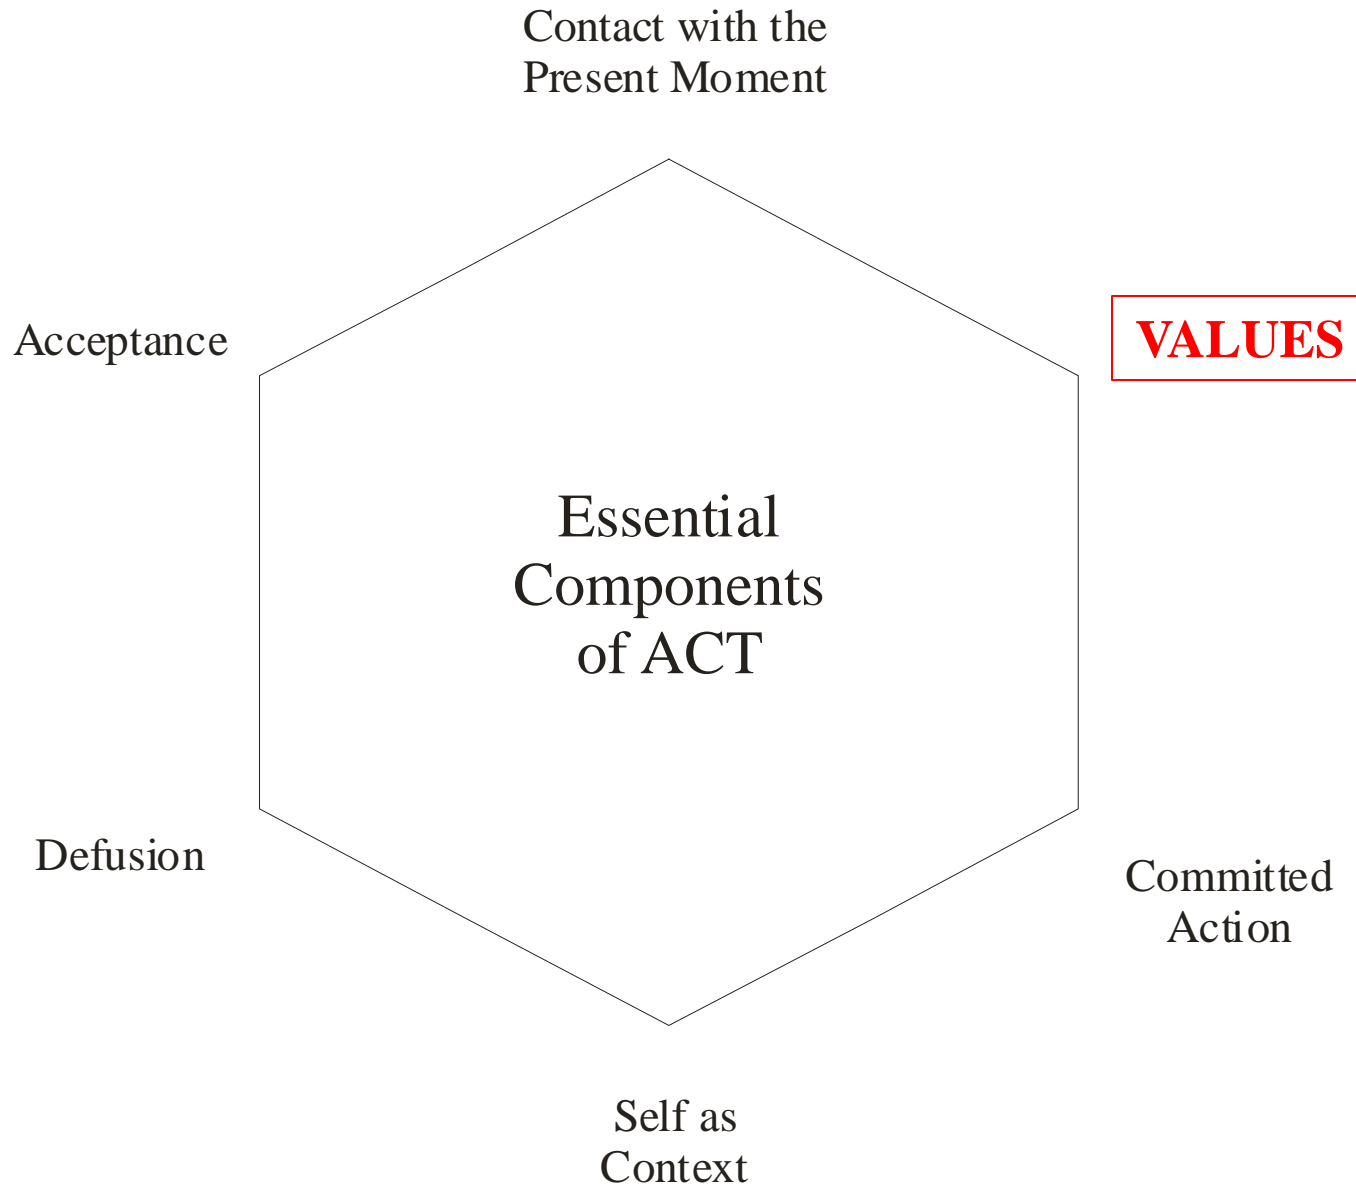 Contact with the
Present Moment
Acceptance
VALUES
Essential
Components
of ACT
Defusion
Committed
Action
Self as
Context